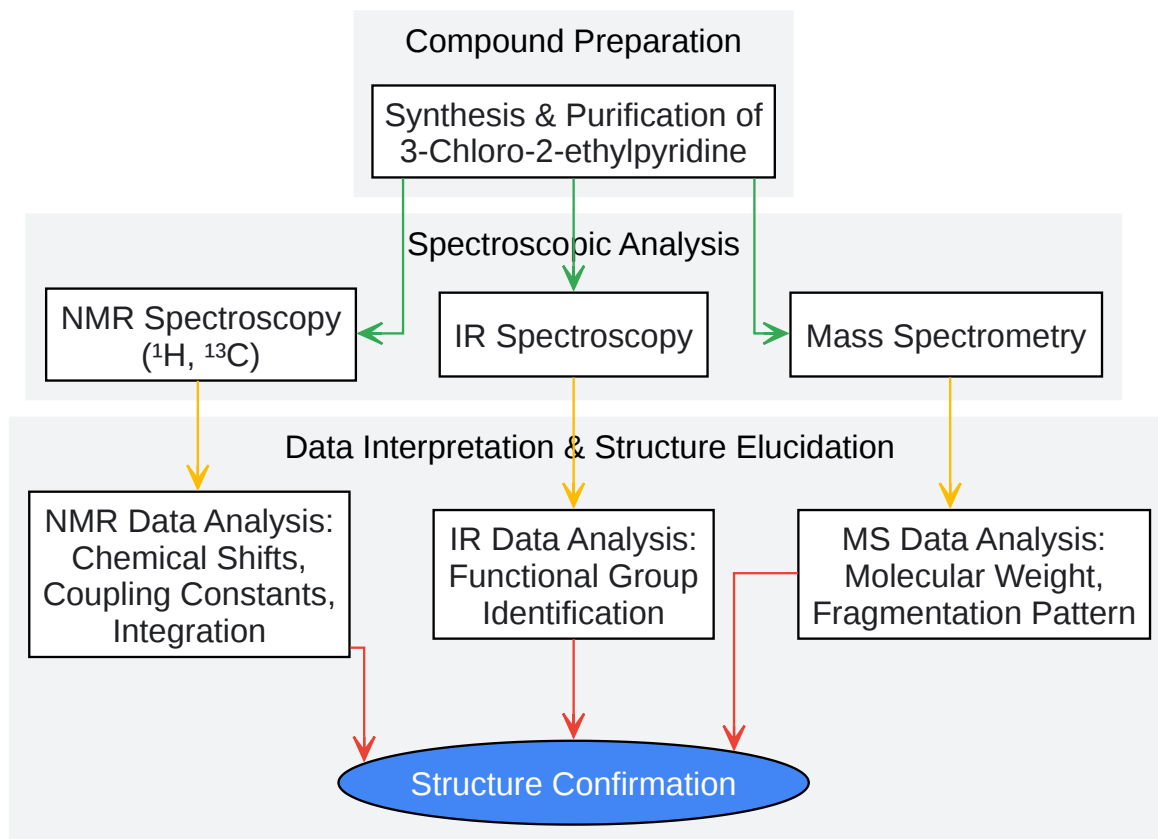 Compound Preparation
Synthesis & Purification of
3-Chloro-2-ethylpyridine
Spectroscopic Analysis
NMR Spectroscopy
(¹H, ¹³C)
IR Spectroscopy
Mass Spectrometry
Data Interpretation & Structure Elucidation
NMR Data Analysis:
Chemical Shifts,
Coupling Constants,
Integration
IR Data Analysis:
Functional Group
Identification
MS Data Analysis:
Molecular Weight,
Fragmentation Pattern
Structure Confirmation